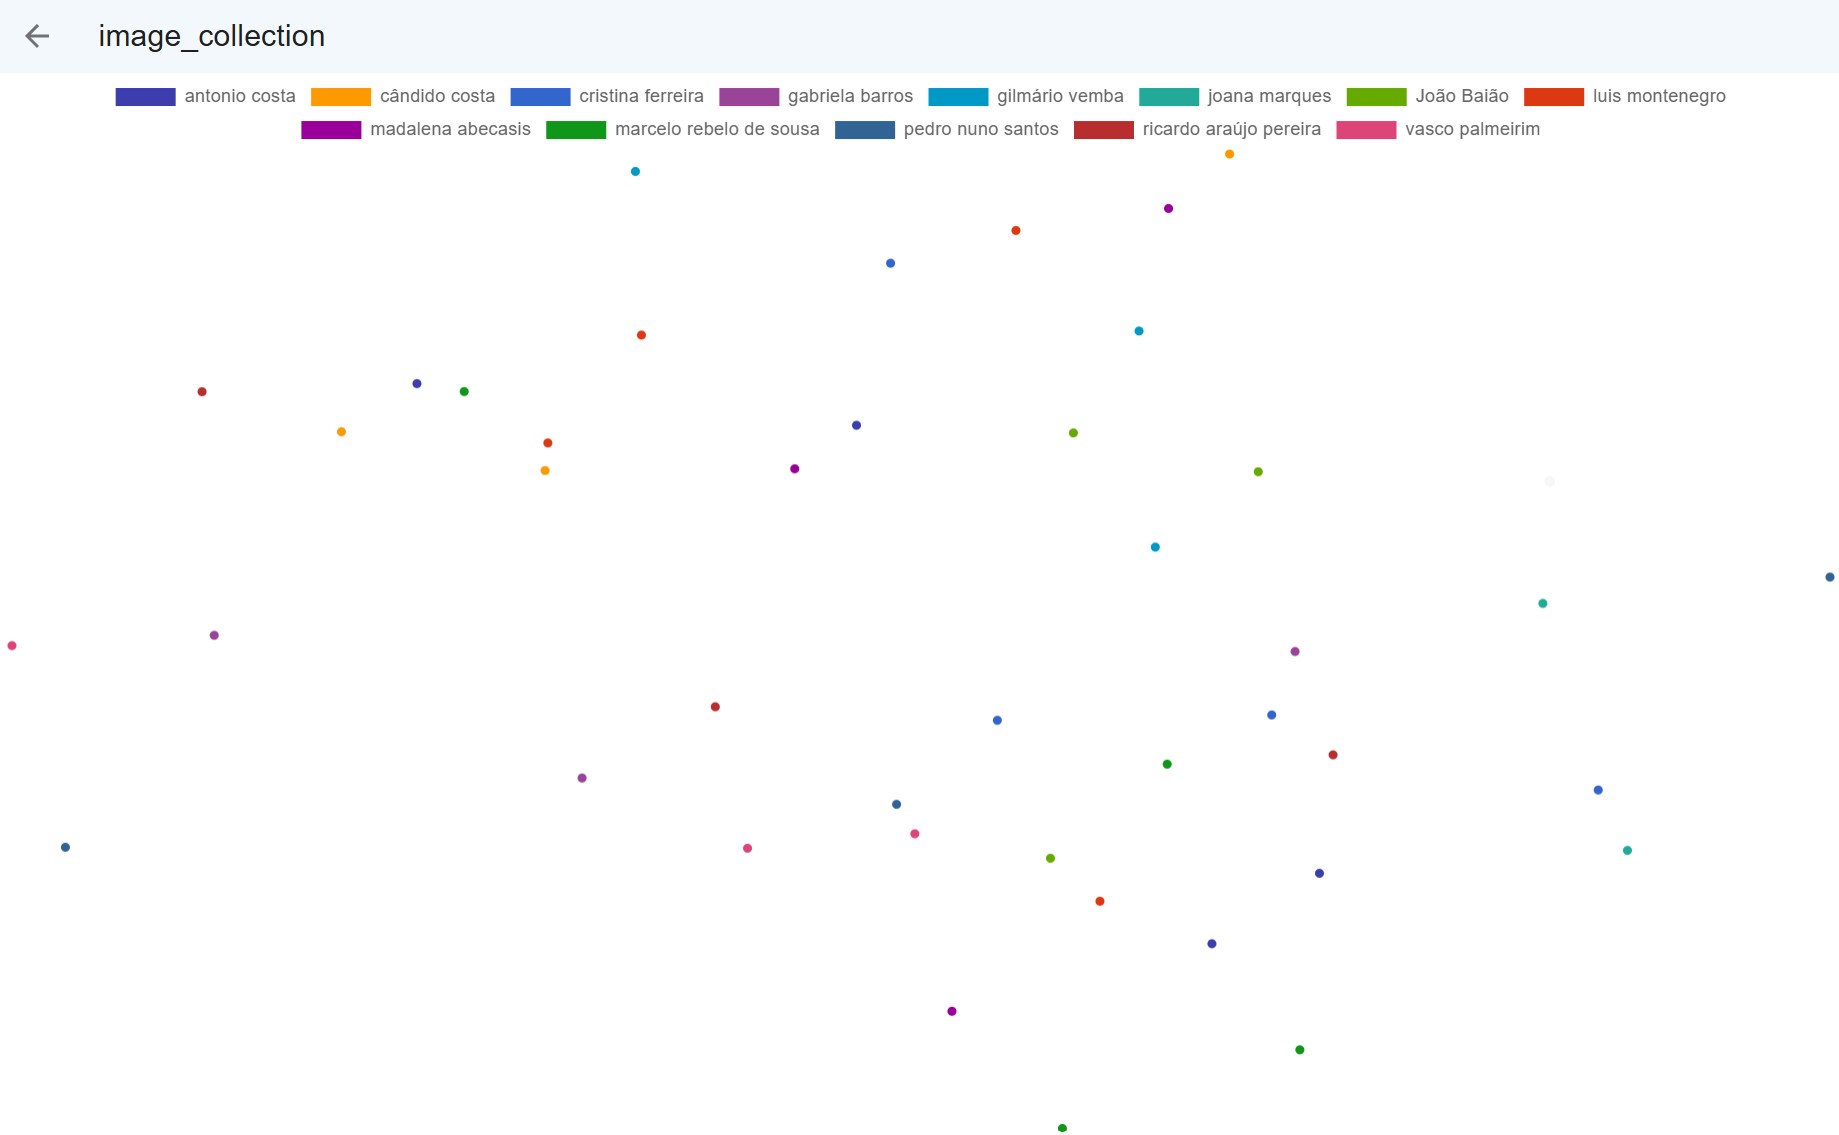 image_collection
antonio costa cândido costa cristina ferreira gabriela barros gilmário vemba joana marques João Baião luis montenegro
madalena abecasis marcelo rebelo de sousa pedro nuno santos ricardo araújo pereira vasco palmeirim